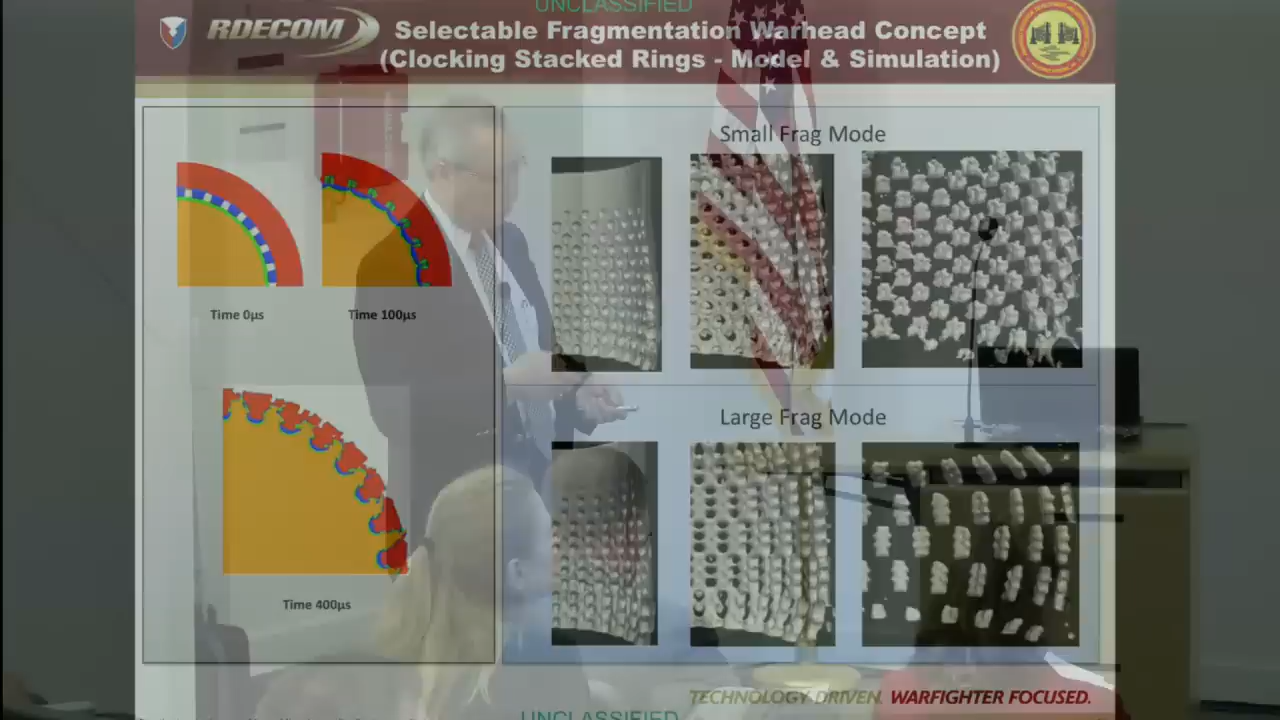 UNCLASSIFIED
RDECOM
Selectable Fragmentation Warhead Concept
(Clocking Stacked Rings - Model & Simulation)
Small Frag Mode
Time 0µs
Time 100µs
Large Frag Mode
Time 400µs
TECHNOLOGY DRIVEN. WARFIGHTER FOCUSED.
UNCLASSIFIED